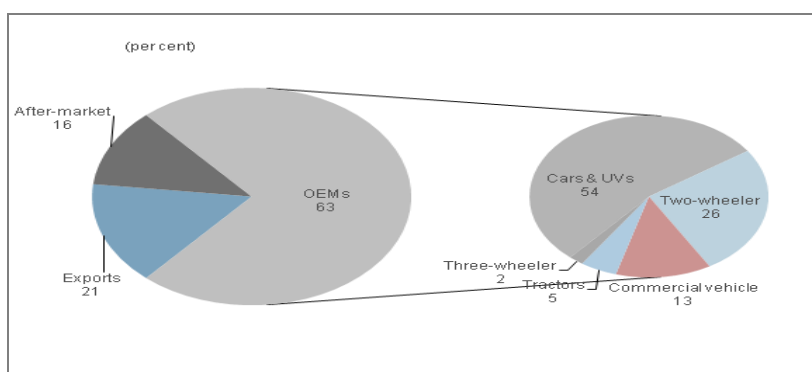 (per cent)
After-market
16
OEMs
63
Exports
21
Cars & UVs
54
Two-wheeler
26
Three-wheeler
2
Tractors
5
Commercial vehicle
13